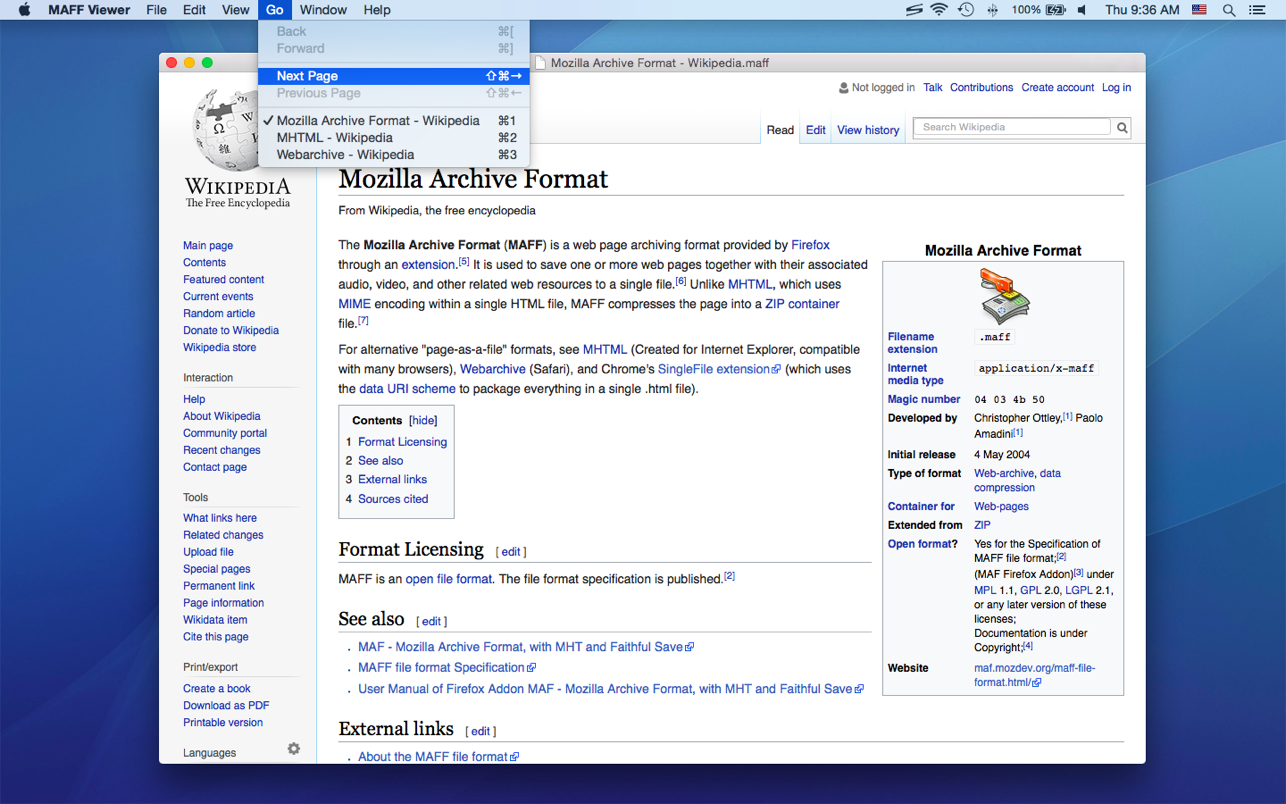 MAFF Viewer File Edit View Go Window Help 100% Thu 9:36 AM
Back ⌘[
Forward ⌘]
Next Page ⇧⌘→
Previous Page ⇧⌘←
✓ Mozilla Archive Format - Wikipedia ⌘1
MHTML - Wikipedia ⌘2
Webarchive - Wikipedia ⌘3
Mozilla Archive Format - Wikipedia.maff
Not logged in Talk Contributions Create account Log in
Read Edit View history Search Wikipedia
WIKIPEDIA
The Free Encyclopedia
Main page
Contents
Featured content
Current events
Random article
Donate to Wikipedia
Wikipedia store
Interaction
Help
About Wikipedia
Community portal
Recent changes
Contact page
Tools
What links here
Related changes
Upload file
Special pages
Permanent link
Page information
Wikidata item
Cite this page
Print/export
Create a book
Download as PDF
Printable version
Languages
Mozilla Archive Format
From Wikipedia, the free encyclopedia
The Mozilla Archive Format (MAFF) is a web page archiving format provided by Firefox
through an extension.[5] It is used to save one or more web pages together with their associated
audio, video, and other related web resources to a single file.[6] Unlike MHTML, which uses
MIME encoding within a single HTML file, MAFF compresses the page into a ZIP container
file.[7]
For alternative "page-as-a-file" formats, see MHTML (Created for Internet Explorer, compatible
with many browsers), Webarchive (Safari), and Chrome's SingleFile extension (which uses
the data URI scheme to package everything in a single .html file).
Contents [hide]
1 Format Licensing
2 See also
3 External links
4 Sources cited
Format Licensing [ edit ]
MAFF is an open file format. The file format specification is published.[2]
See also [ edit ]
MAF - Mozilla Archive Format, with MHT and Faithful Save
MAFF file format Specification
User Manual of Firefox Addon MAF - Mozilla Archive Format, with MHT and Faithful Save
External links [ edit ]
About the MAFF file format
Mozilla Archive Format
Filename
extension
.maff
Internet
media type
application/x-maff
Magic number 04 03 4b 50
Developed by Christopher Ottley,[1] Paolo
Amadini[1]
Initial release 4 May 2004
Type of format Web-archive, data
compression
Container for Web-pages
Extended from ZIP
Open format? Yes for the Specification of
MAFF file format;[2]
(MAF Firefox Addon)[3] under
MPL 1.1, GPL 2.0, LGPL 2.1,
or any later version of these
licenses;
Documentation is under
Copyright;[4]
Website maf.mozdev.org/maff-file-
format.html/